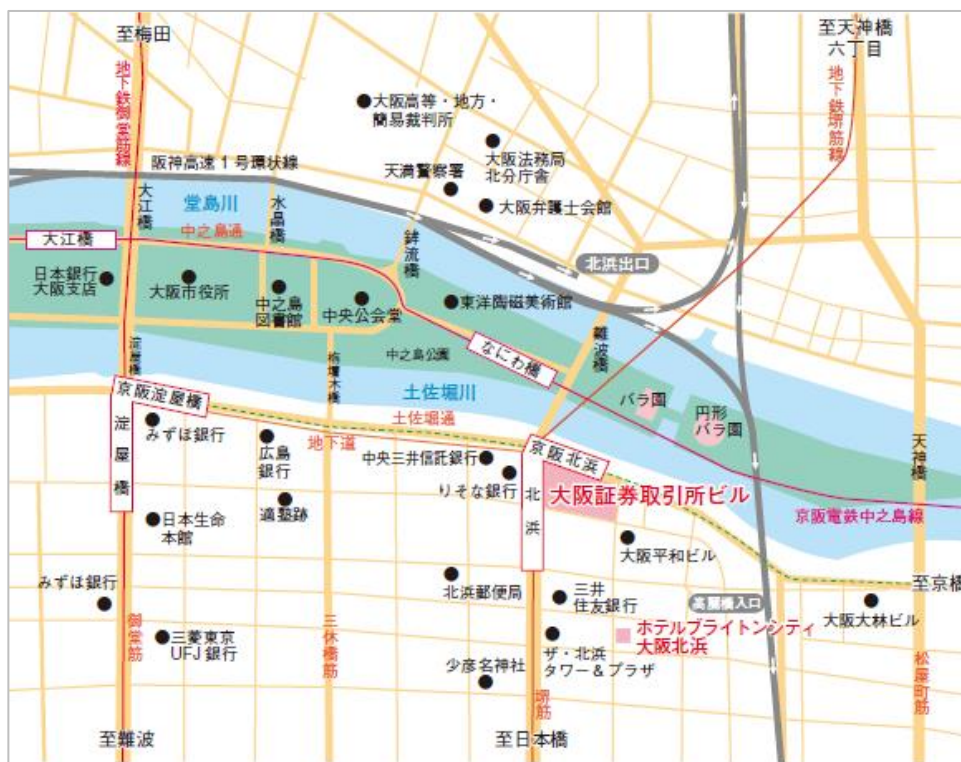 至梅田
地下鉄御堂筋線
至天神橋
六丁目
地下鉄堺筋線
大阪高等・地方・
簡易裁判所
大阪法務局
北分庁舎
天満警察署
大阪弁護士会館
阪神高速1号環状線
大江橋
堂島川
水晶橋
中之島通
鉾流橋
北浜出口
大江橋
日本銀行
大阪支店
大阪市役所
中之島
図書館
中央公会堂
東洋陶磁美術館
難波橋
淀屋橋
栴檀木橋
中之島公園
なにわ橋
土佐堀川
バラ園
円形
バラ園
天神橋
京阪淀屋橋
土佐堀通
淀屋橋
みずほ銀行
広島
銀行
地下道
中央三井信託銀行
京阪北浜
りそな銀行
北浜
大阪証券取引所ビル
京阪電鉄中之島線
適塾跡
日本生命
本館
大阪平和ビル
至京橋
みずほ銀行
北浜郵便局
三井
住友銀行
高麗橋入口
大阪大林ビル
御堂筋
三菱東京
UFJ銀行
三休橋筋
ホテルブライトンシティ
大阪北浜
ザ・北浜
タワー&プラザ
少彦名神社
堺筋
松屋町筋
至難波
至日本橋